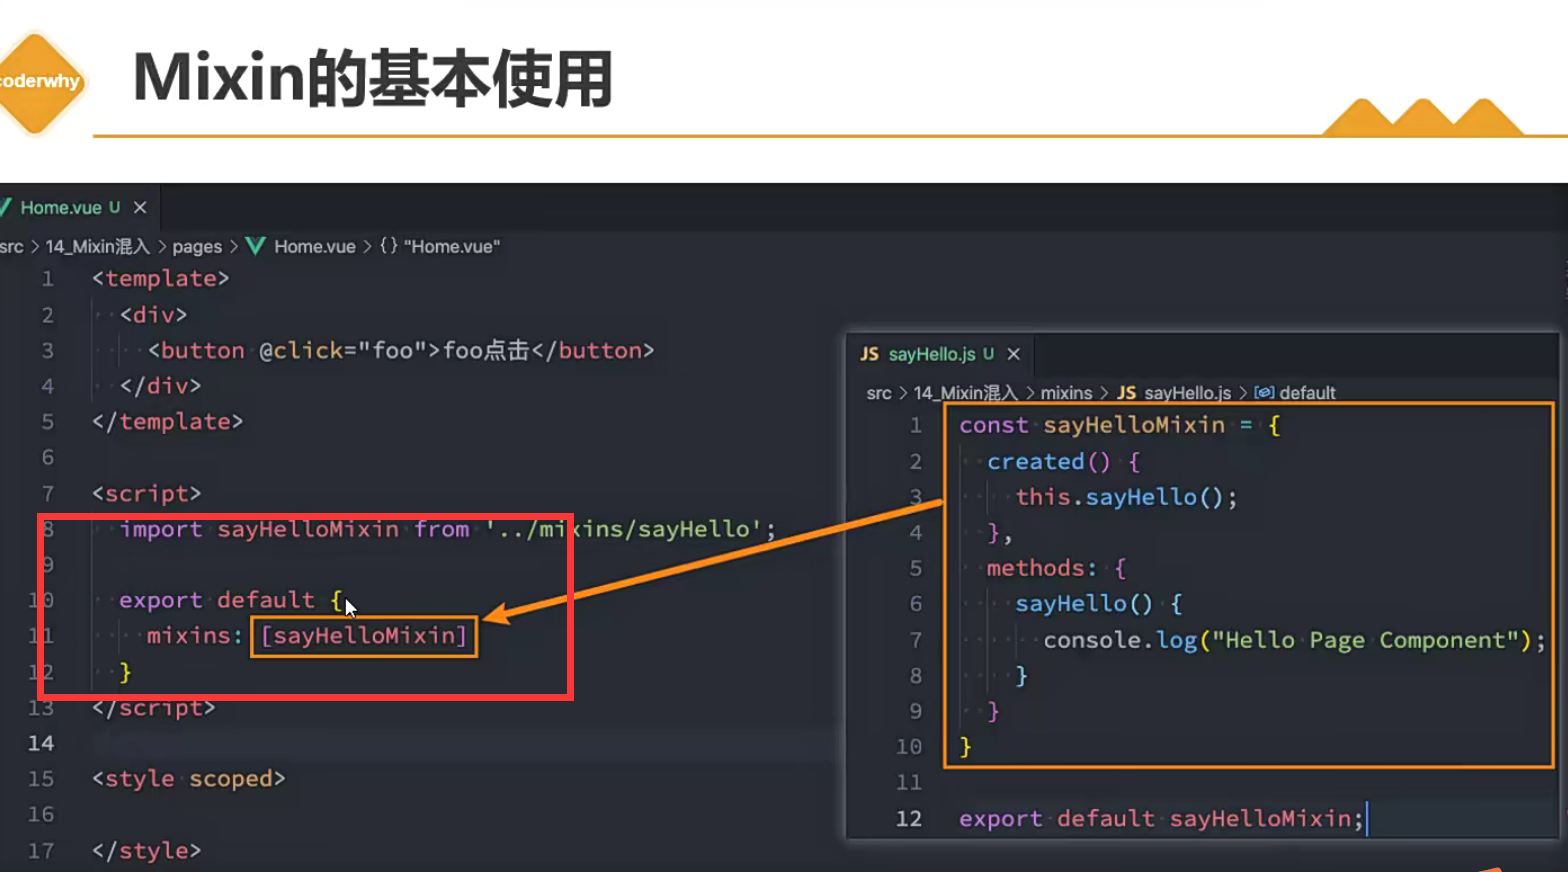 coderwhy
Mixin的基本使用
Home.vue U ×
src > 14_Mixin混入 > pages > Home.vue > {} "Home.vue"
1 <template>
2 <div>
3 <button @click="foo">foo点击</button>
4 </div>
5 </template>
6
7 <script>
8 import sayHelloMixin from '../mixins/sayHello';
9
10 export default {
11 mixins: [sayHelloMixin]
12 }
13 </script>
14
15 <style scoped>
16
17 </style>
JS sayHello.js U ×
src > 14_Mixin混入 > mixins > JS sayHello.js > default
1 const sayHelloMixin = {
2 created() {
3 this.sayHello();
4 },
5 methods: {
6 sayHello() {
7 console.log("Hello Page Component");
8 }
9 }
10 }
11
12 export default sayHelloMixin;